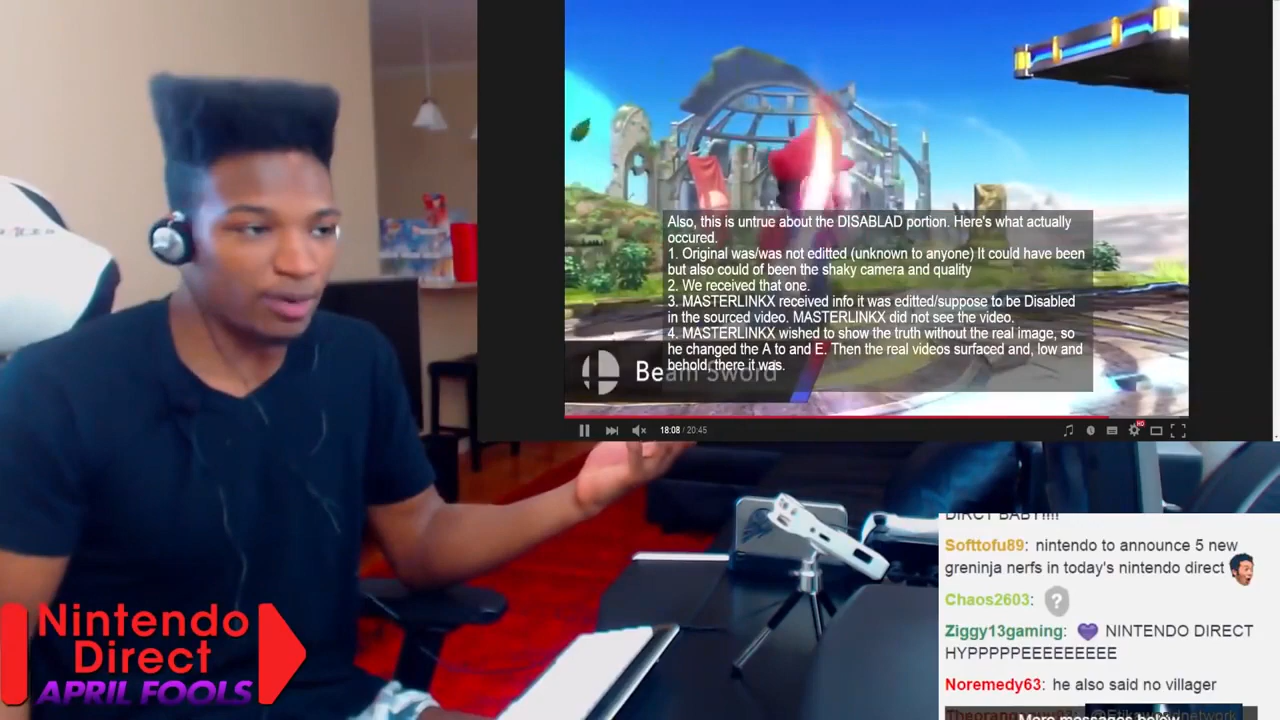 Also, this is untrue about the DISABLAD portion. Here's what actually
occured.
1. Original was/was not editted (unknown to anyone) It could have been
but also could of been the shaky camera and quality
2. We received that one.
3. MASTERLINKX received info it was editted/suppose to be Disabled
in the sourced video. MASTERLINKX did not see the video.
4. MASTERLINKX wished to show the truth without the real image, so
he changed the A to and E. Then the real videos surfaced and, low and
behold, there it was.
Beam Sword
18:08 / 20:45
HD
DIRCT BABY!!!!
Softtofu89: nintendo to announce 5 new
greninja nerfs in today's nintendo direct
Chaos2603:
Ziggy13gaming: NINTENDO DIRECT
HYPPPPPEEEEEEEEE
Noremedy63: he also said no villager
More messages below
Nintendo
Direct
APRIL FOOLS